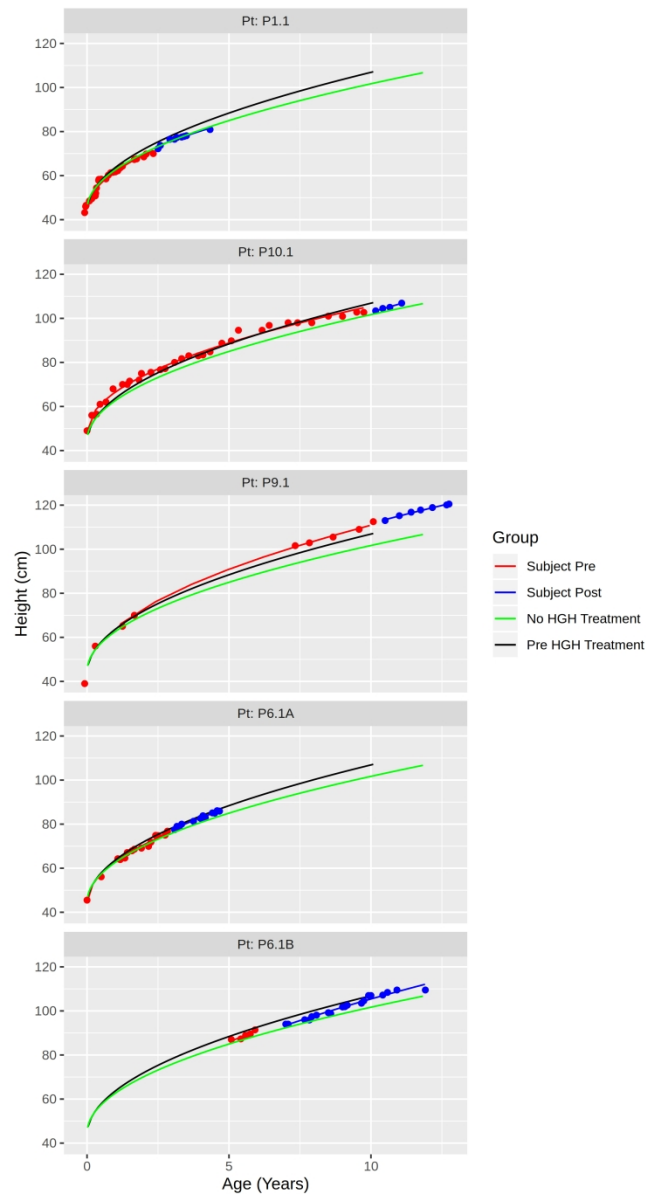 Pt: P1.1
120
100
80
60
40
Pt: P10.1
120
100
80
60
40
Pt: P9.1
120
100
80
60
40
Pt: P6.1A
120
100
80
60
40
Pt: P6.1B
120
100
80
60
40
0 5 10
Age (Years)
Height (cm)
Group
Subject Pre
Subject Post
No HGH Treatment
Pre HGH Treatment